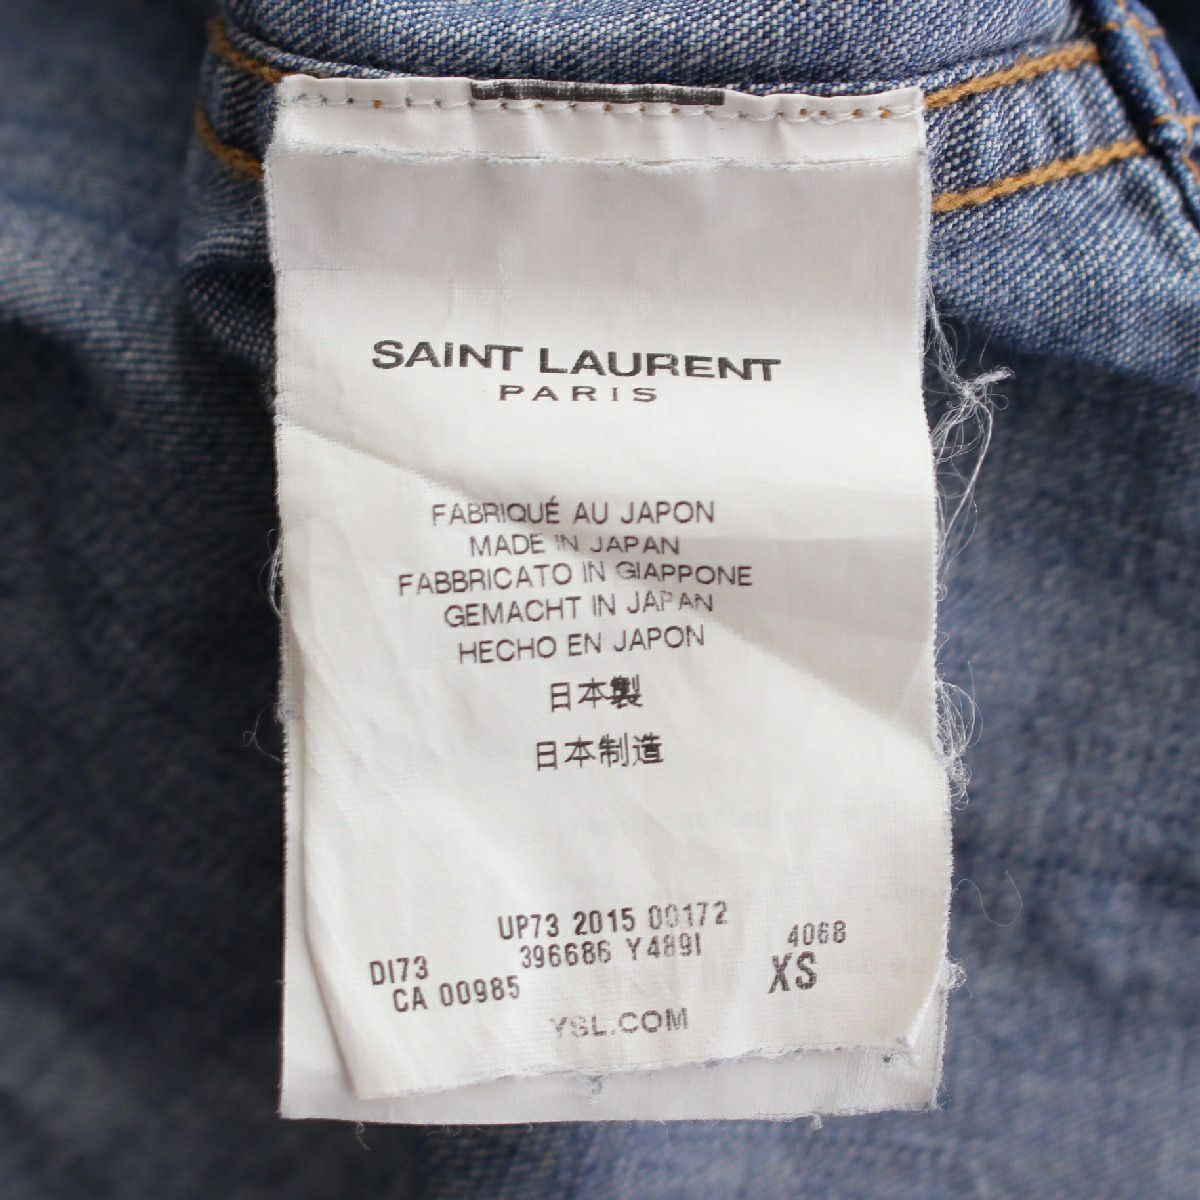 SAINT LAURENT
PARIS
FABRIQUÉ AU JAPON
MADE IN JAPAN
FABBRICATO IN GIAPPONE
GEMACHT IN JAPAN
HECHO EN JAPON
日本製
日本制造
UP73 2015 00172
396686 Y489I
4068
DI73
CA 00985
XS
YSL.COM